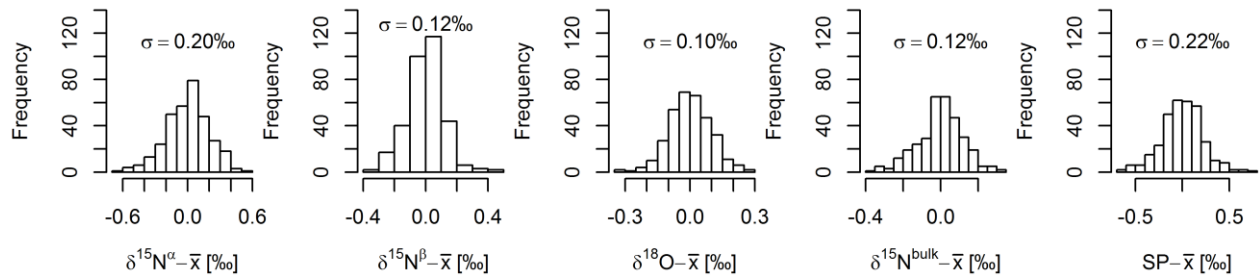 Frequency
0 40 80 120
σ = 0.20‰
-0.6 0.0 0.6
δ¹⁵Nᵅ–x̄ [‰]
Frequency
0 40 80 120
σ = 0.12‰
-0.4 0.0 0.4
δ¹⁵Nᵝ–x̄ [‰]
Frequency
0 40 80 120
σ = 0.10‰
-0.3 0.0 0.3
δ¹⁸O–x̄ [‰]
Frequency
0 40 80 120
σ = 0.12‰
-0.4 0.0
δ¹⁵Nᵇᵘˡᵏ–x̄ [‰]
Frequency
0 40 80 120
σ = 0.22‰
-0.5 0.5
SP–x̄ [‰]